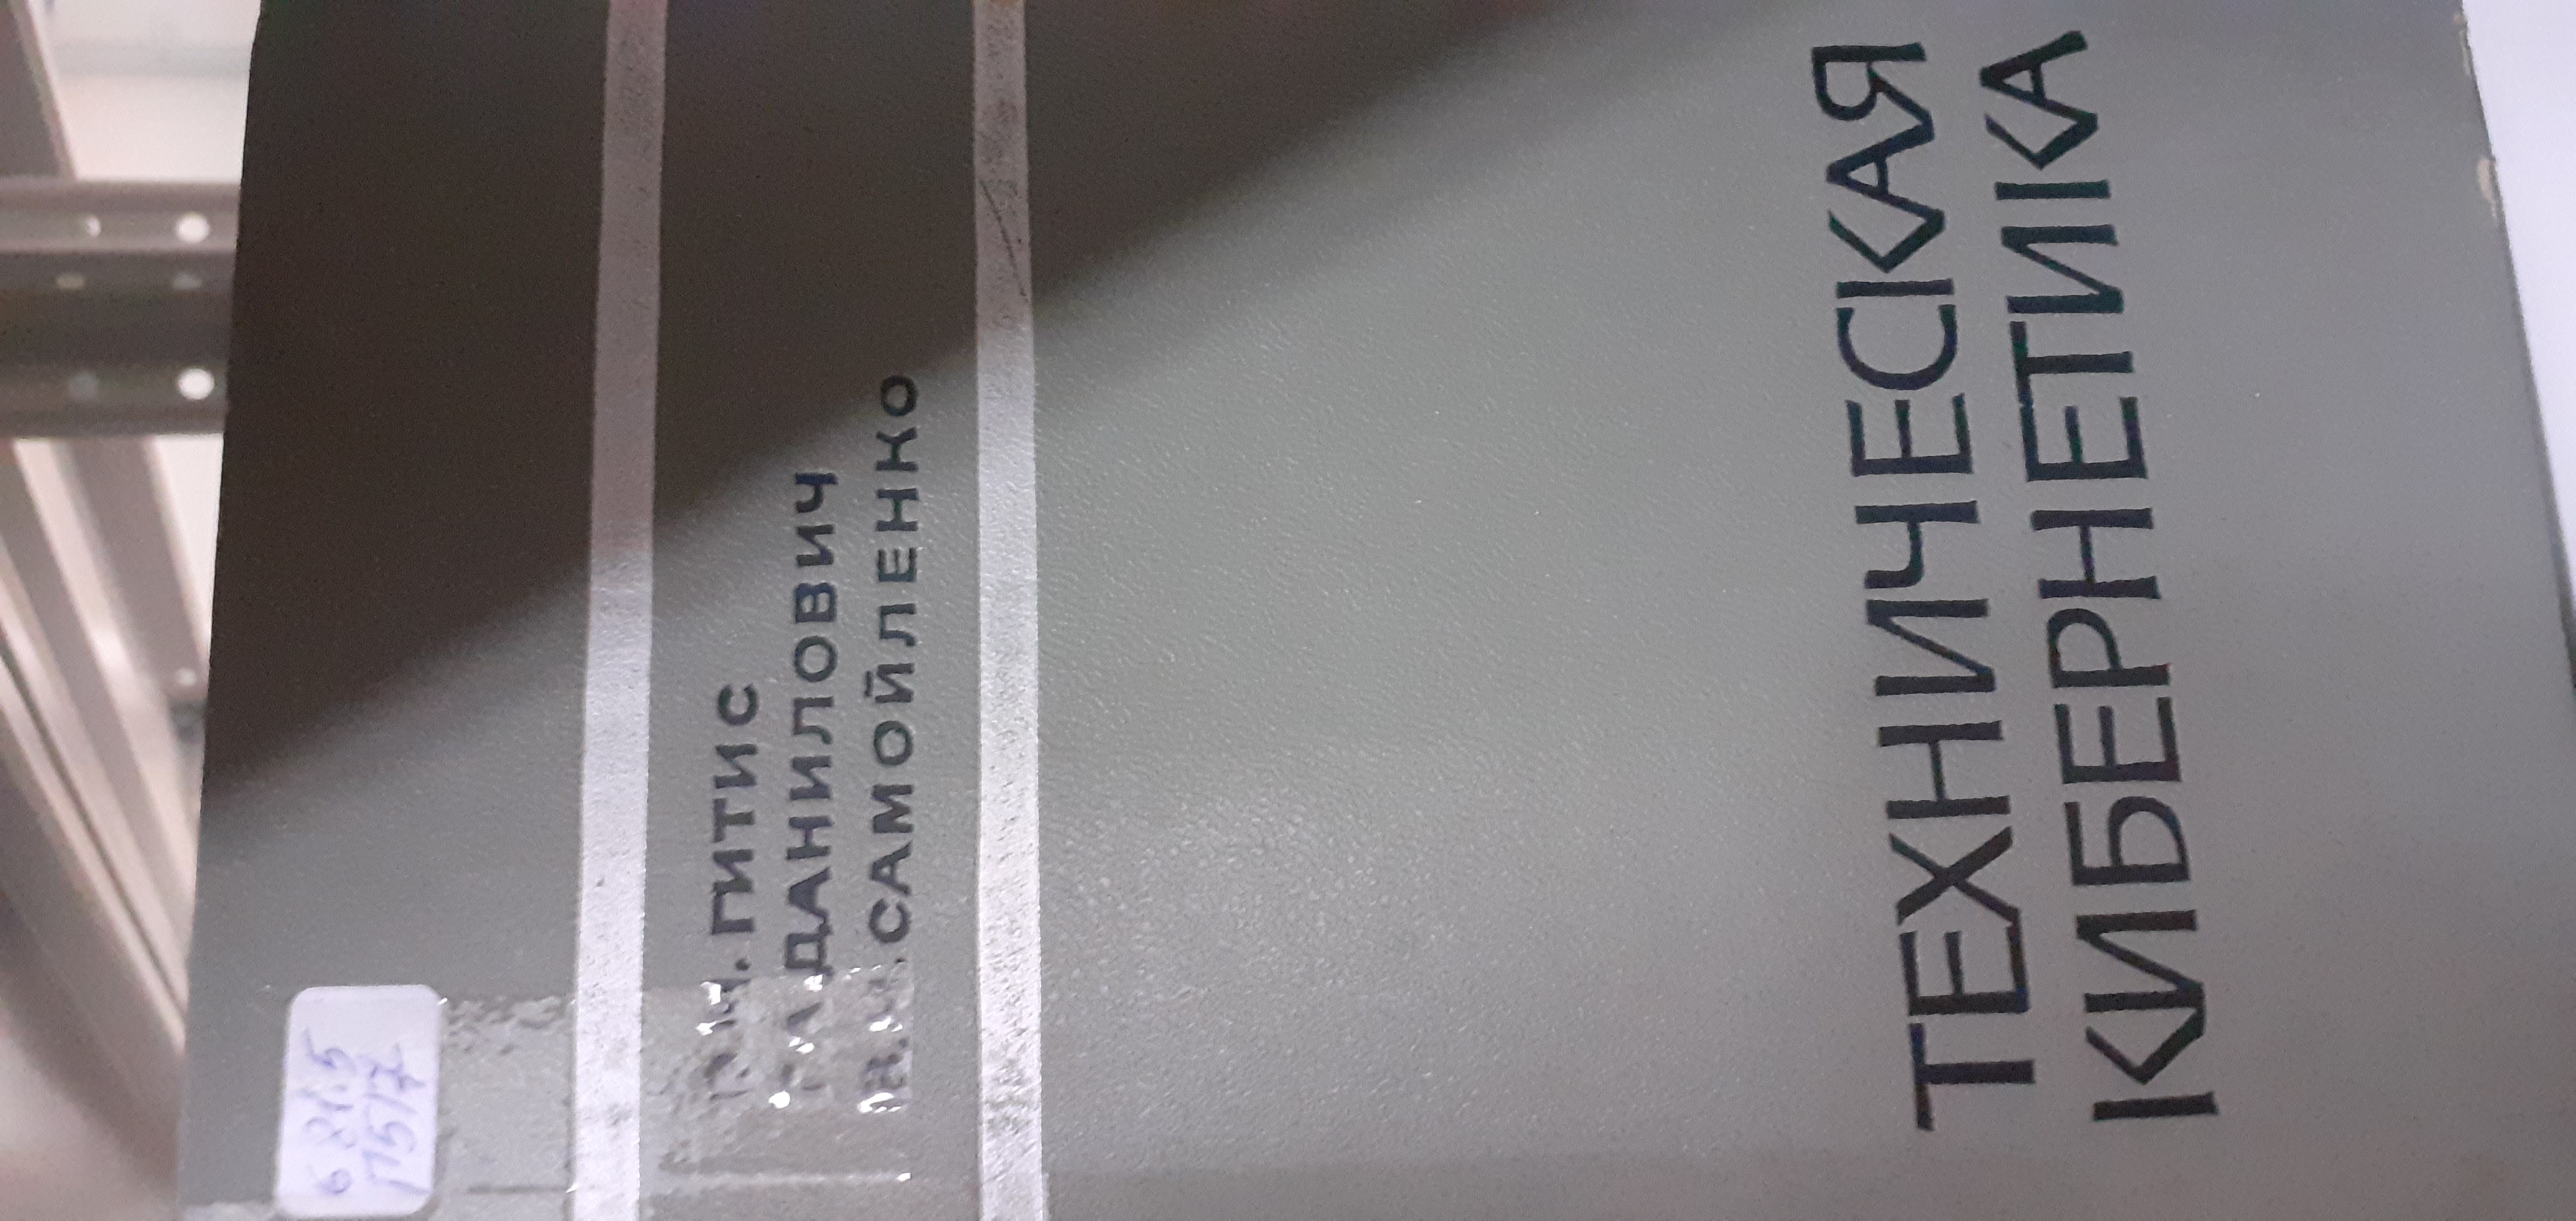 Э.И. ГИТИС
Г.А. ДАНИЛОВИЧ
В.И. САМОЙЛЕНКО
ТЕХНИЧЕСКАЯ
КИБЕРНЕТИКА